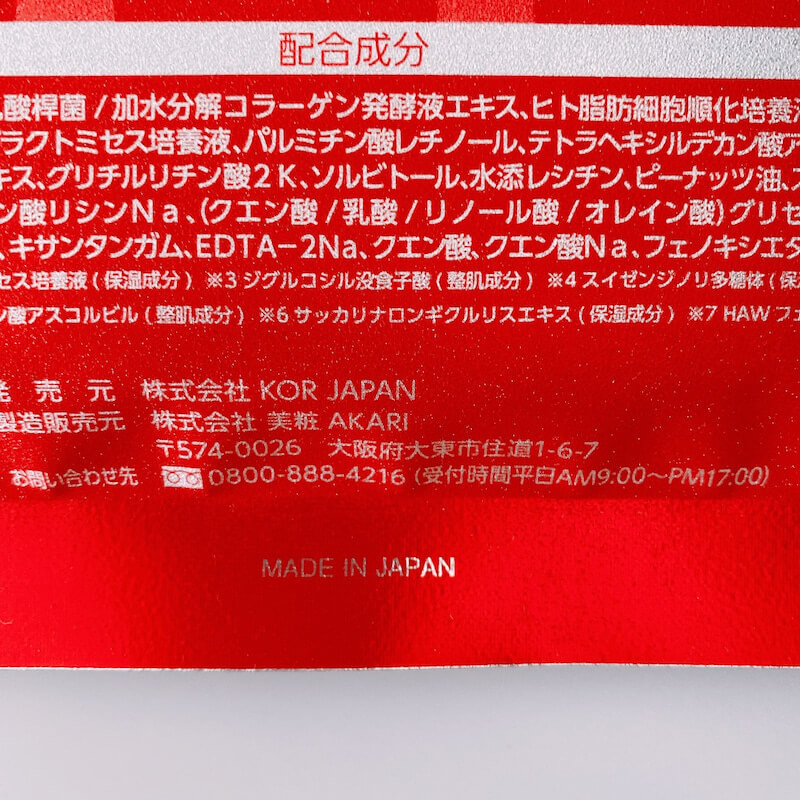 配合成分
酸桿菌 / 加水分解コラーゲン発酵液エキス、ヒト脂肪細胞順化培養
ラクトミセス培養液、パルミチン酸レチノール、テトラヘキシルデカン酸ア
キス、グリチルリチン酸2K、ソルビトール、水添レシチン、ピーナッツ油、
ン酸リシンNa、(クエン酸 / 乳酸 / リノール酸 / オレイン酸)グリセ
、キサンタンガム、EDTA-2Na、クエン酸、クエン酸Na、フェノキシエタ
セス培養液(保湿成分) ※3 ジグルコシル没食子酸(整肌成分) ※4 スイゼンジノリ多糖体(保
ン酸アスコルビル(整肌成分) ※6 サッカリナロンギクルリスエキス(保湿成分) ※7 HAW フェ
発売元 株式会社 KOR JAPAN
製造販売元 株式会社 美粧 AKARI
〒574-0026 大阪府大東市住道1-6-7
お問い合わせ先 0800-888-4216 (受付時間平日AM9:00〜PM17:00)
MADE IN JAPAN